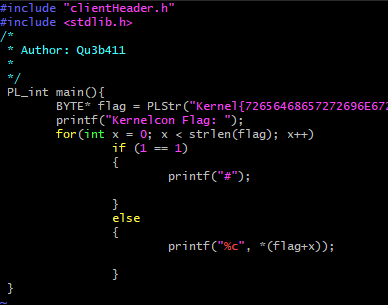 #include "clientHeader.h"
#include <stdlib.h>
/*
 * Author: Qu3b411
 *
 */
 PL_int main(){
        BYTE* flag = PLStr("Kernel{72656468657272696E672
        printf("Kernelcon Flag: ");
        for(int x = 0; x < strlen(flag); x++)
                if (1 == 1)
                {
                        printf("#");
                }
                else
                {
                        printf("%c", *(flag+x));
                }
 }
~